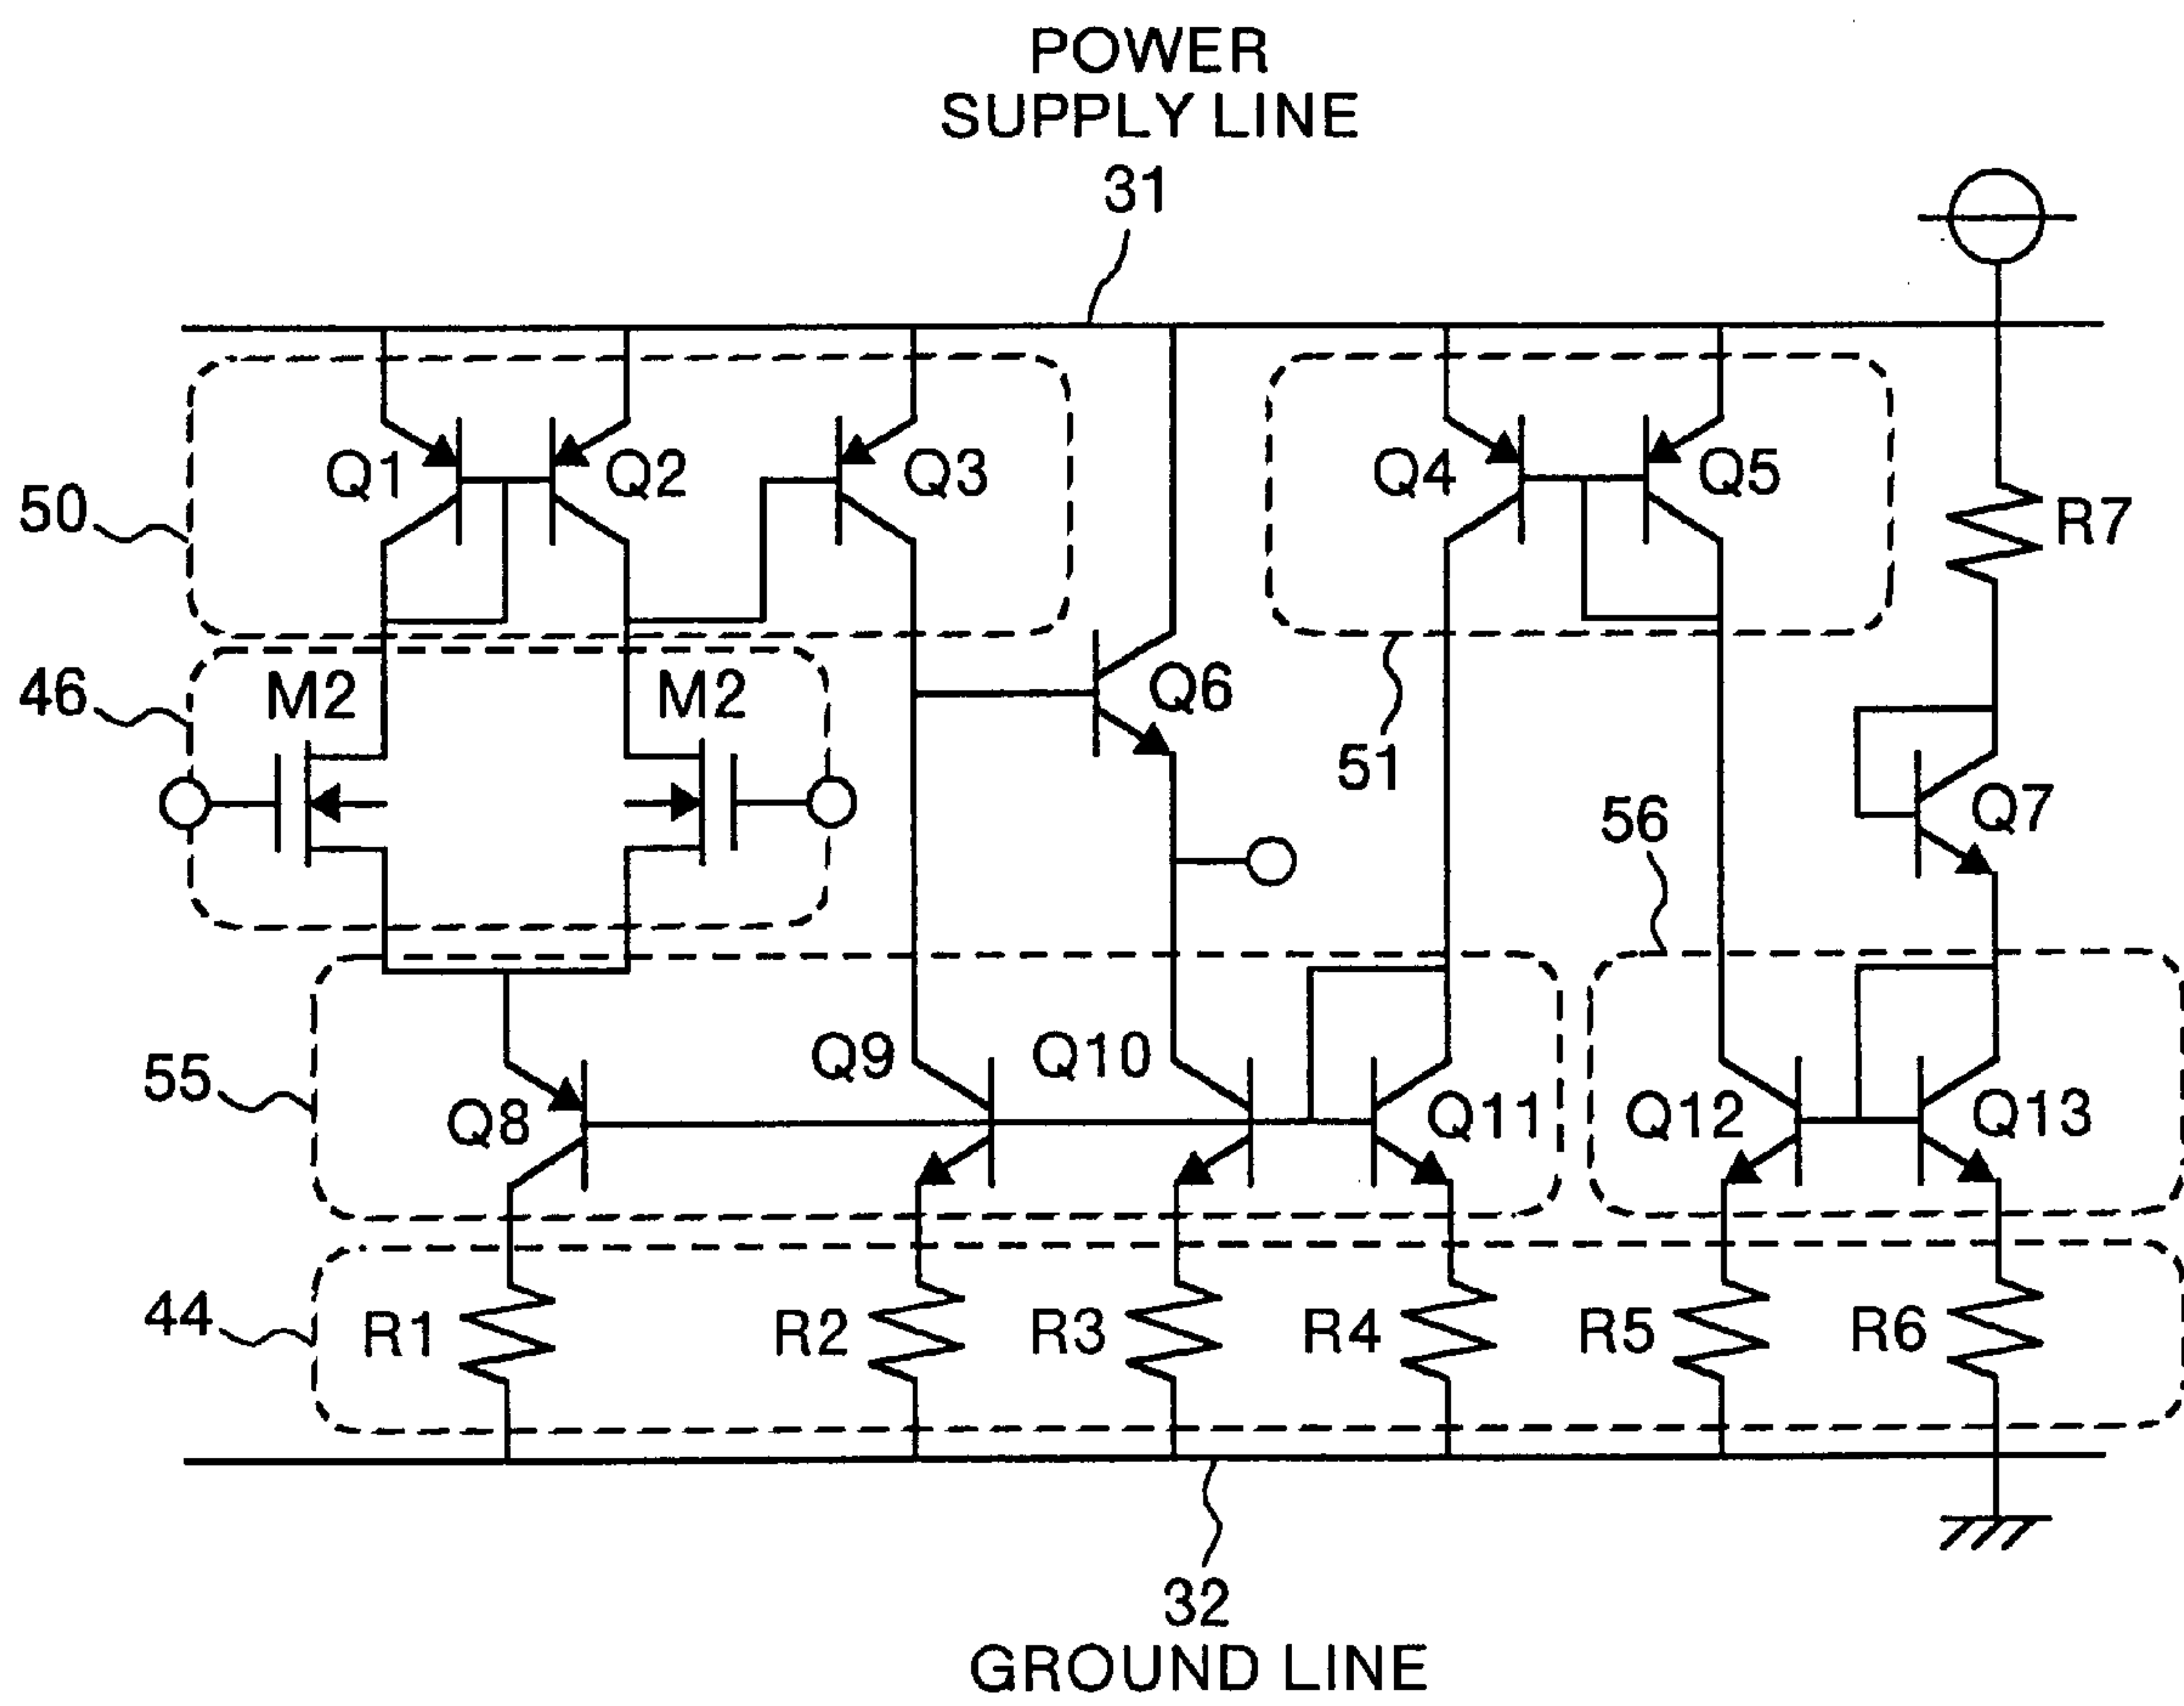 POWER
SUPPLY LINE
31
Q1
Q2
Q3
Q4
Q5
R7
50
46
M2
M2
Q6
51
56
Q7
55
Q8
Q9
Q10
Q11
Q12
Q13
44
R1
R2
R3
R4
R5
R6
32
GROUND LINE